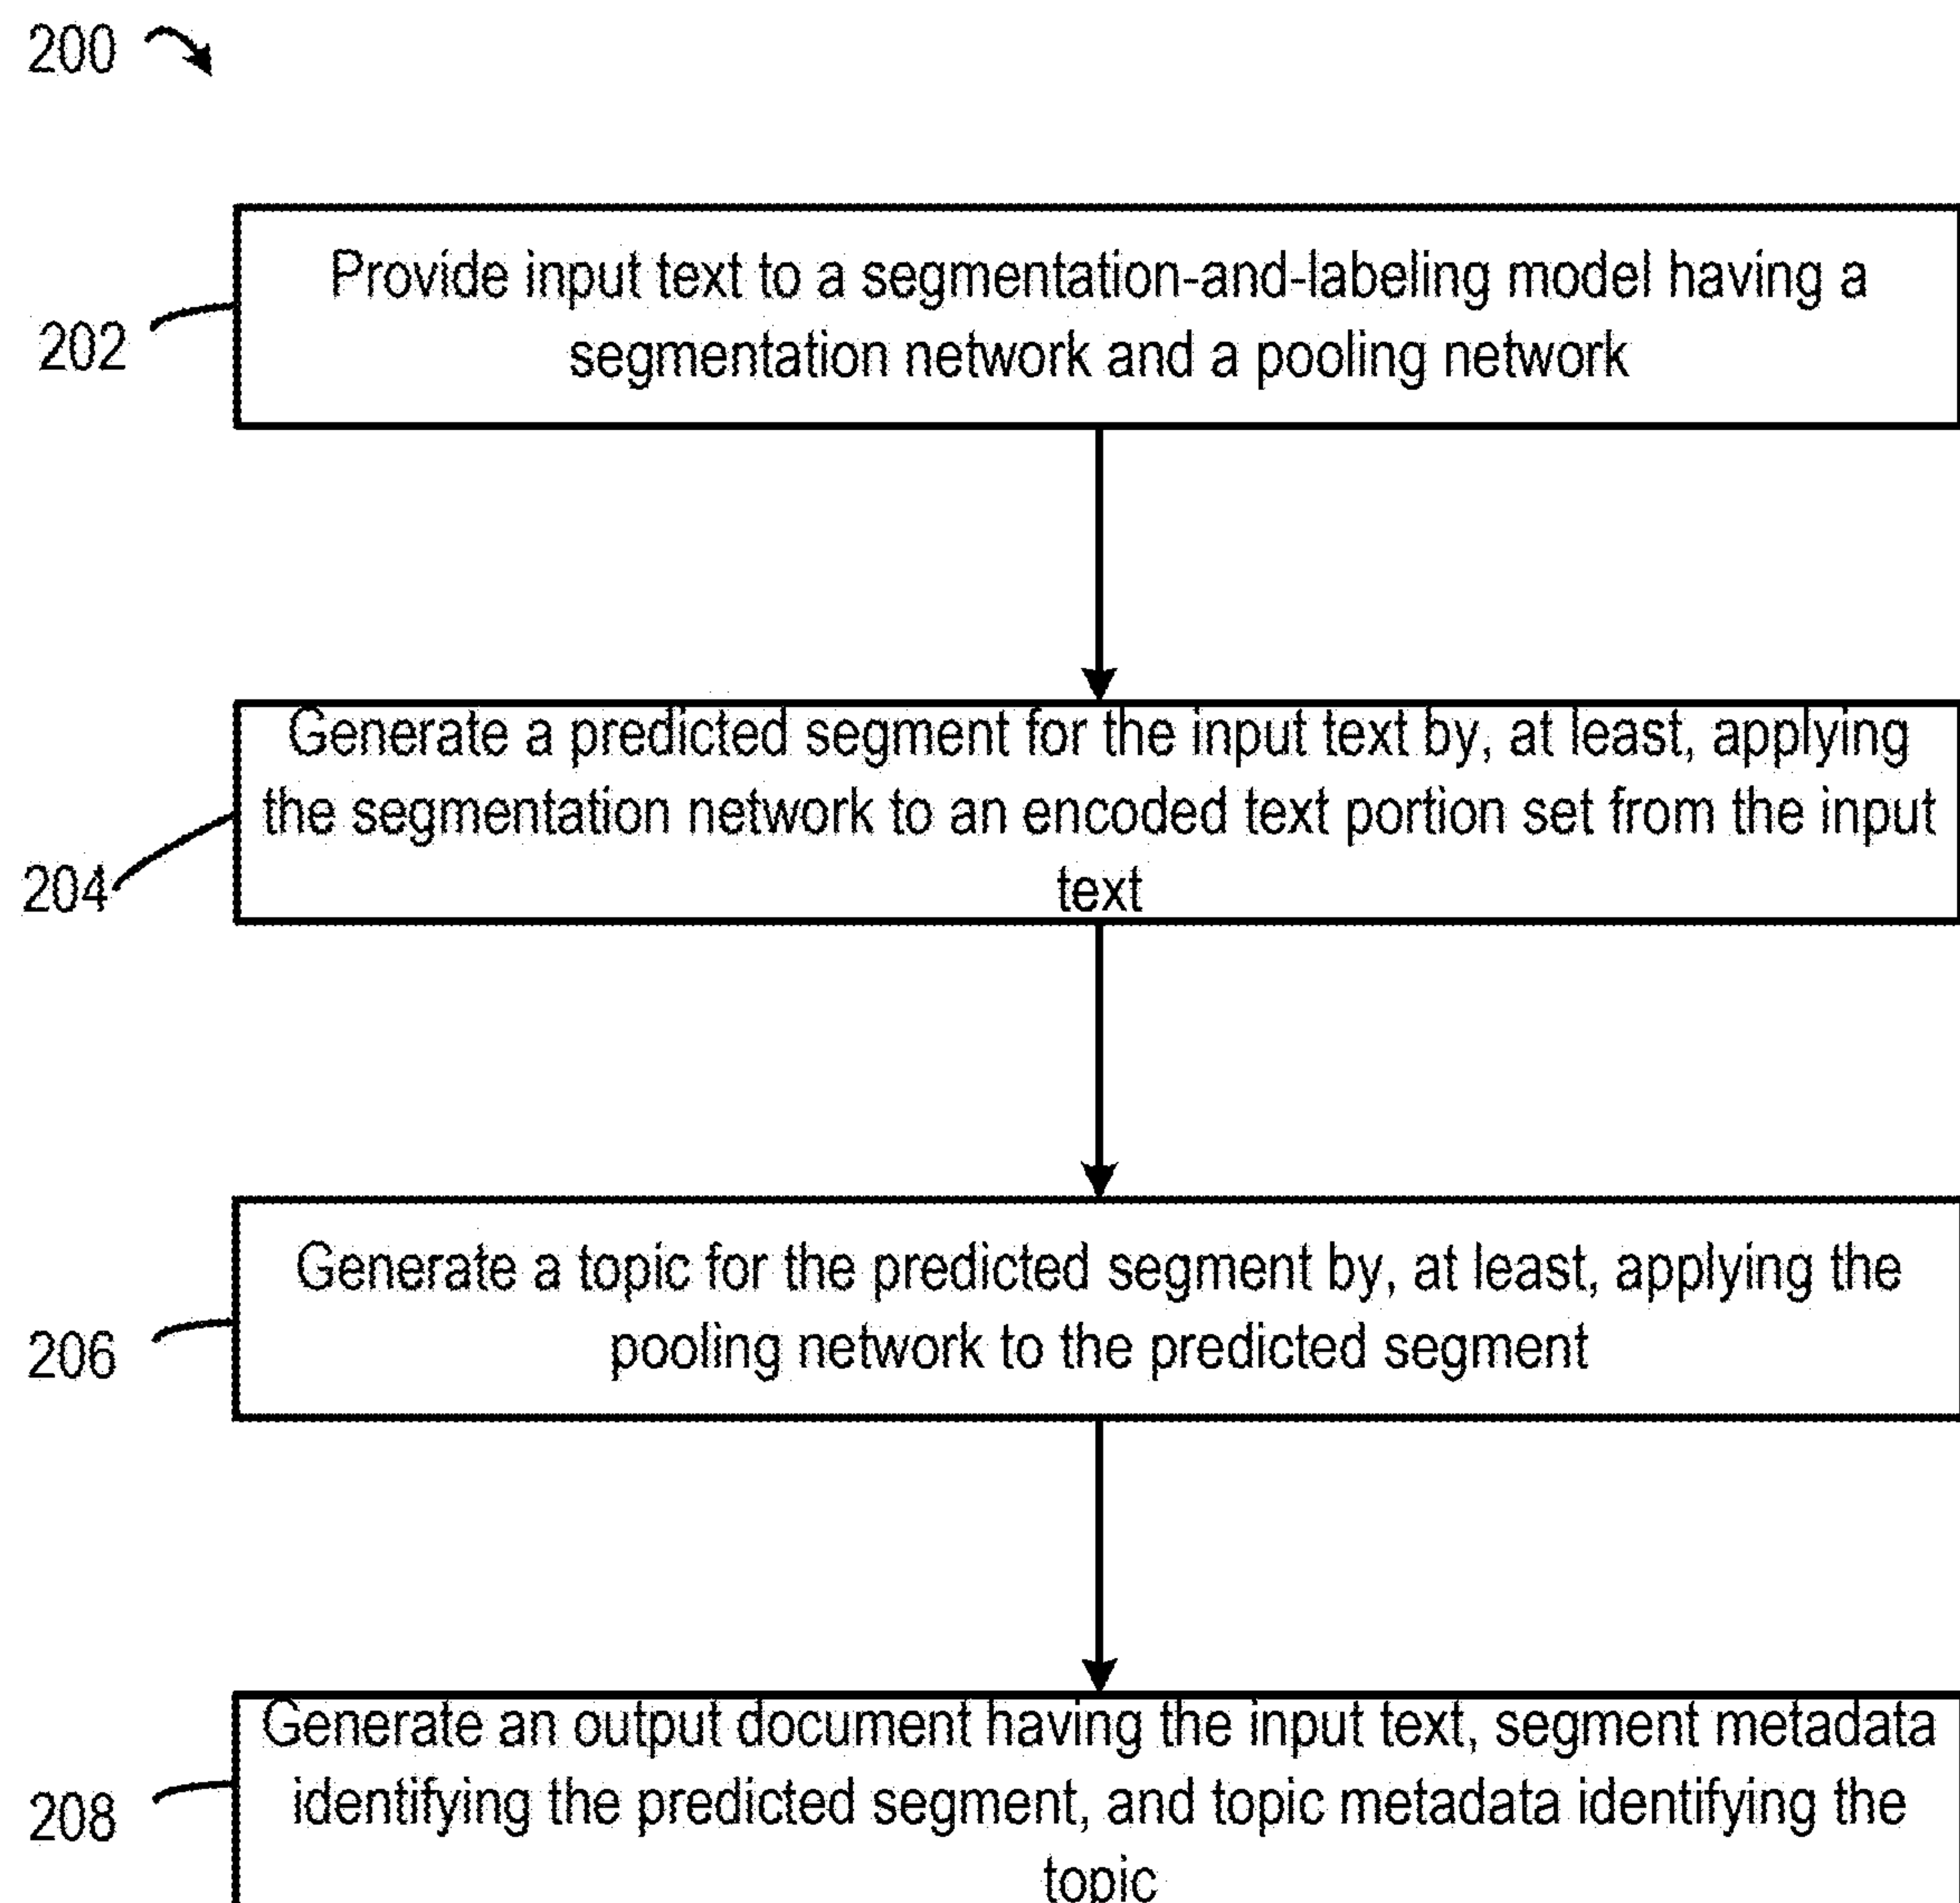 200
Provide input text to a segmentation-and-labeling model having a
segmentation network and a pooling network
202
Generate a predicted segment for the input text by, at least, applying
the segmentation network to an encoded text portion set from the input
text
204
Generate a topic for the predicted segment by, at least, applying the
pooling network to the predicted segment
206
Generate an output document having the input text, segment metadata
identifying the predicted segment, and topic metadata identifying the
topic
208